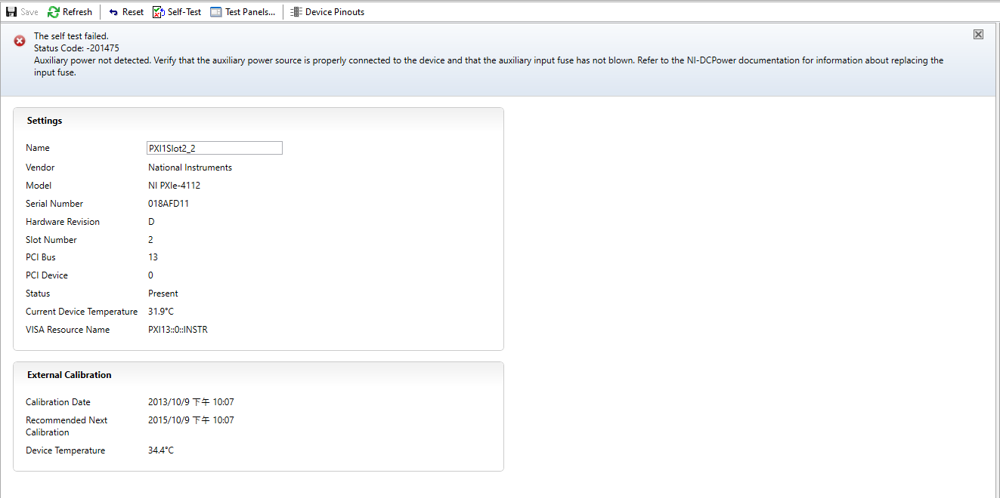 Save Refresh Reset Self-Test Test Panels... Device Pinouts
The self test failed.
Status Code: -201475
Auxiliary power not detected. Verify that the auxiliary power source is properly connected to the device and that the auxiliary input fuse has not blown. Refer to the NI-DCPower documentation for information about replacing the
input fuse.
Settings
Name PXI1Slot2_2
Vendor National Instruments
Model NI PXIe-4112
Serial Number 018AFD11
Hardware Revision D
Slot Number 2
PCI Bus 13
PCI Device 0
Status Present
Current Device Temperature 31.9°C
VISA Resource Name PXI13::0::INSTR
External Calibration
Calibration Date 2013/10/9 下午 10:07
Recommended Next 2015/10/9 下午 10:07
Calibration
Device Temperature 34.4°C